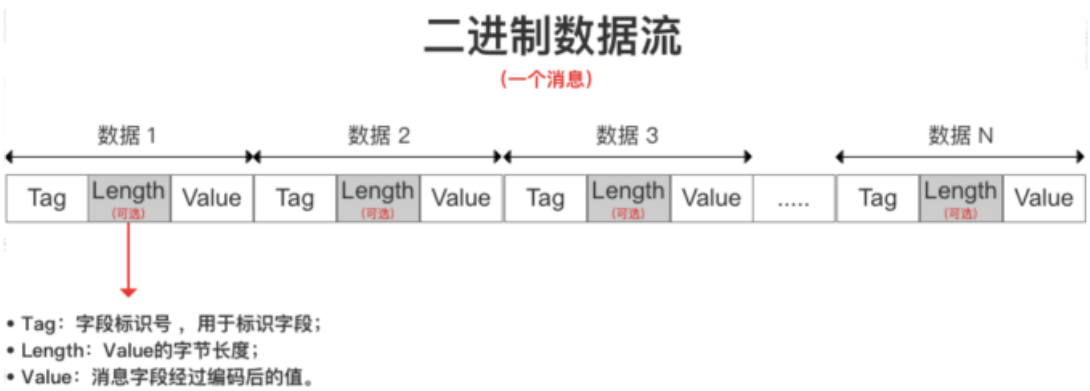 二进制数据流
(一个消息)
数据 1 数据 2 数据 3 数据 N
Tag Length Value Tag Length Value Tag Length Value ..... Tag Length Value
(可选) (可选) (可选) (可选)
• Tag：字段标识号 ，用于标识字段；
• Length：Value的字节长度；
• Value：消息字段经过编码后的值。